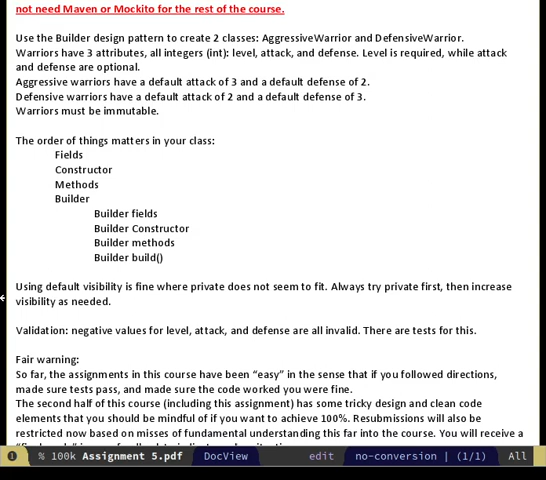 not need Maven or Mockito for the rest of the course.
Use the Builder design pattern to create 2 classes: AggressiveWarrior and DefensiveWarrior.
Warriors have 3 attributes, all integers (int): level, attack, and defense. Level is required, while attack
and defense are optional.
Aggressive warriors have a default attack of 3 and a default defense of 2.
Defensive warriors have a default attack of 2 and a default defense of 3.
Warriors must be immutable.
The order of things matters in your class:
Fields
Constructor
Methods
Builder
Builder fields
Builder Constructor
Builder methods
Builder build()
Using default visibility is fine where private does not seem to fit. Always try private first, then increase
visibility as needed.
Validation: negative values for level, attack, and defense are all invalid. There are tests for this.
Fair warning:
So far, the assignments in this course have been “easy” in the sense that if you followed directions,
made sure tests pass, and made sure the code worked you were fine.
The second half of this course (including this assignment) has some tricky design and clean code
elements that you should be mindful of if you want to achieve 100%. Resubmissions will also be
restricted now based on misses of fundamental understanding this far into the course. You will receive a
% 100k Assignment 5.pdf DocView edit no-conversion | (1/1) All